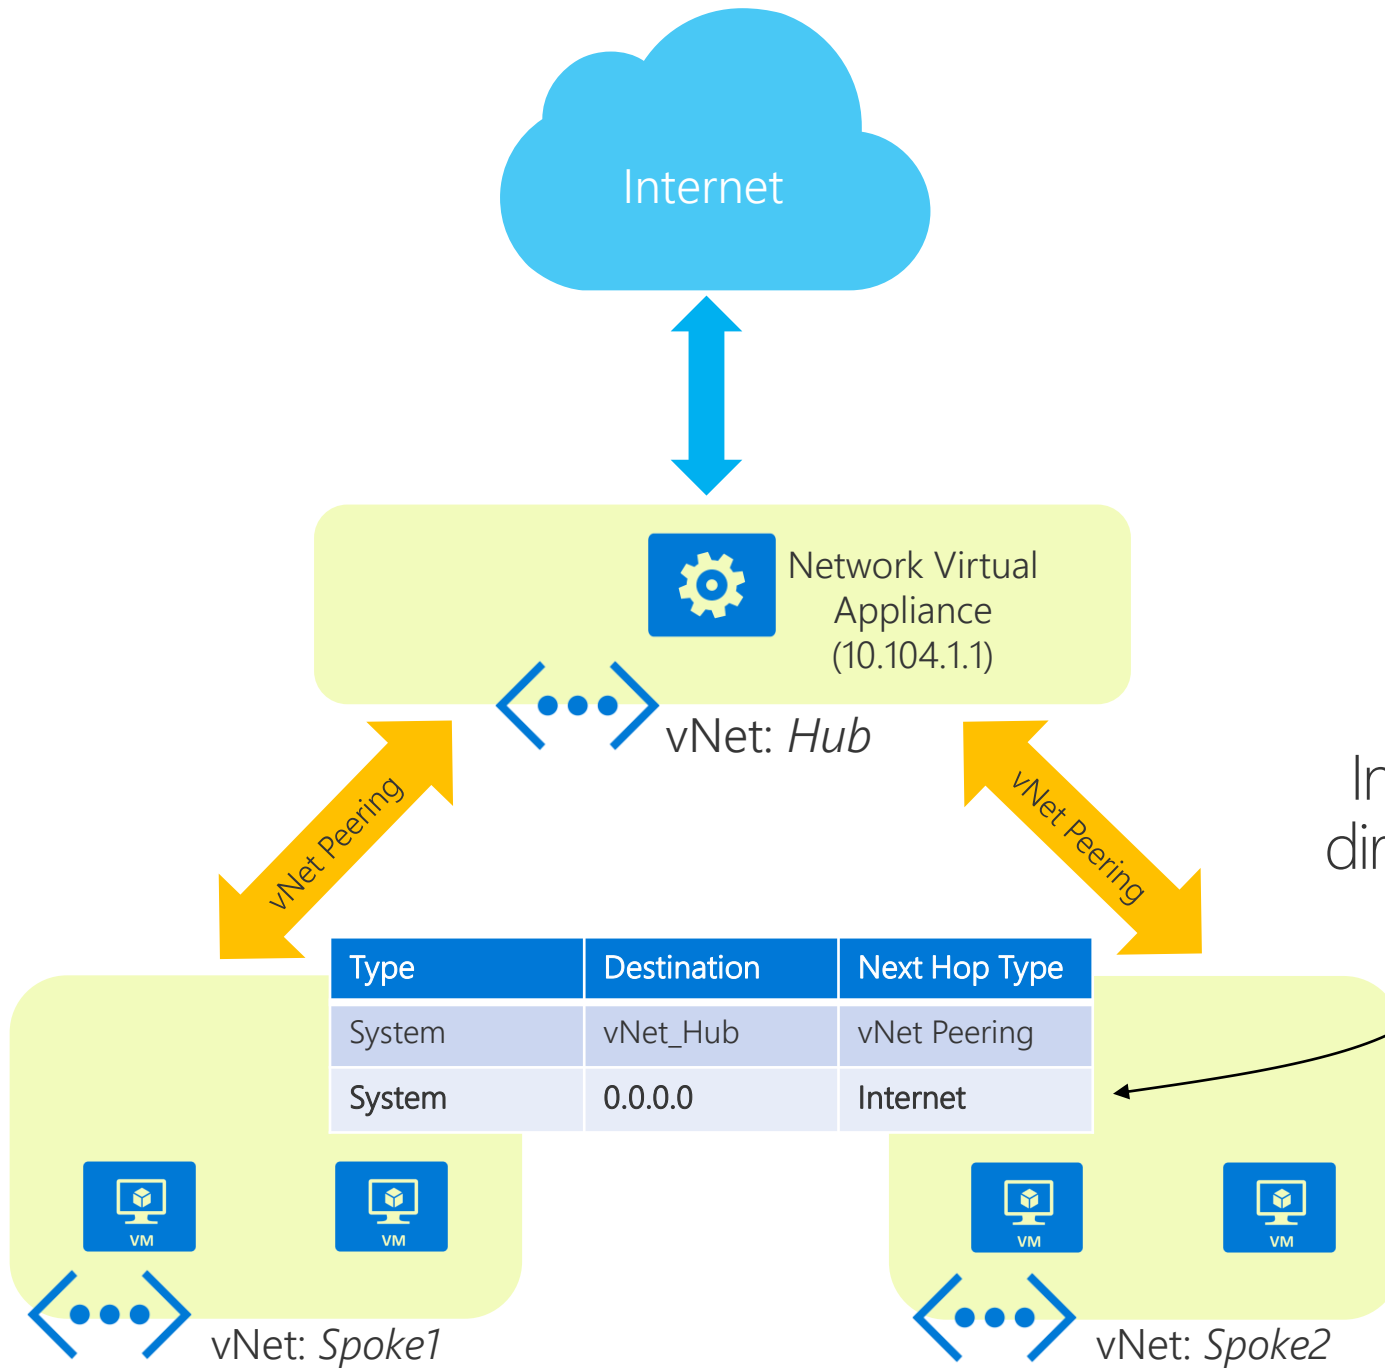 Internet
Network Virtual
Appliance
(10.104.1.1)
vNet: Hub
vNet Peering
vNet Peering
Type Destination Next Hop Type
System vNet_Hub vNet Peering
System 0.0.0.0 Internet
VM
VM
VM
VM
vNet: Spoke1
vNet: Spoke2